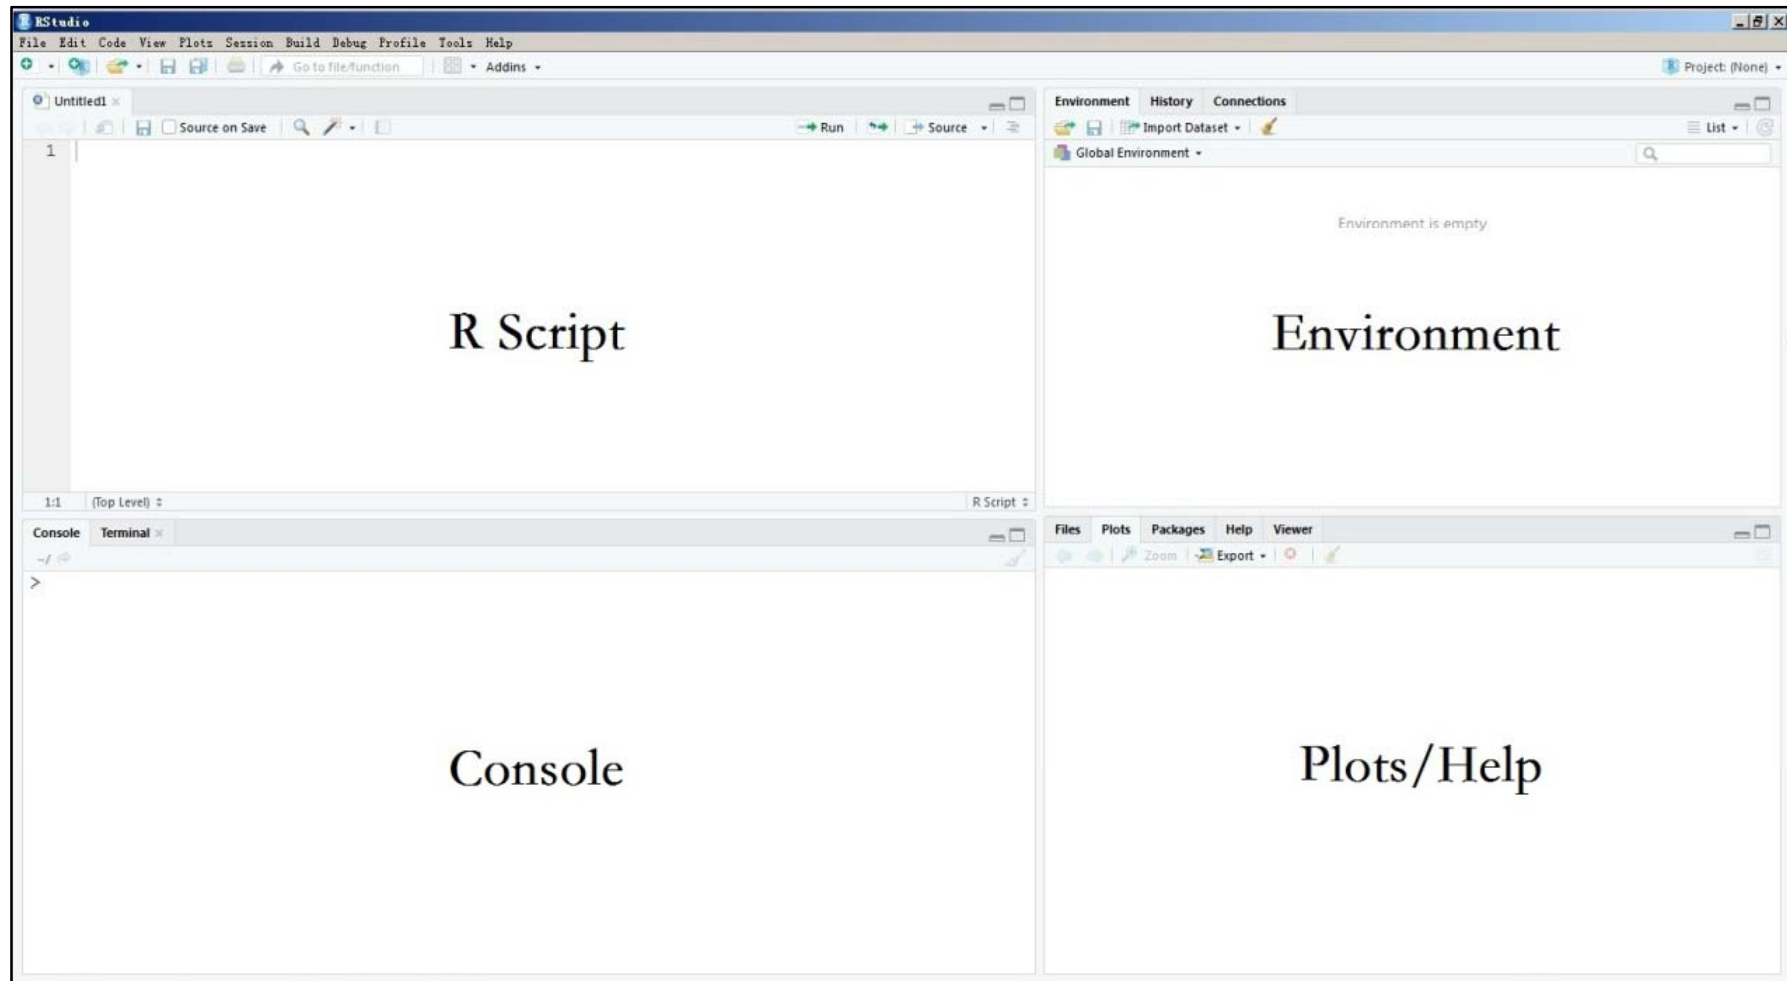 RStudio
File Edit Code View Plots Session Build Debug Profile Tools Help
Go to file/function Addins Project: (None)
Untitled1
Source on Save Run Source
1
R Script
1:1 (Top Level) R Script
Console Terminal
~/
>
Console
Environment History Connections
Import Dataset List
Global Environment
Environment is empty
Environment
Files Plots Packages Help Viewer
Zoom Export
Plots/Help